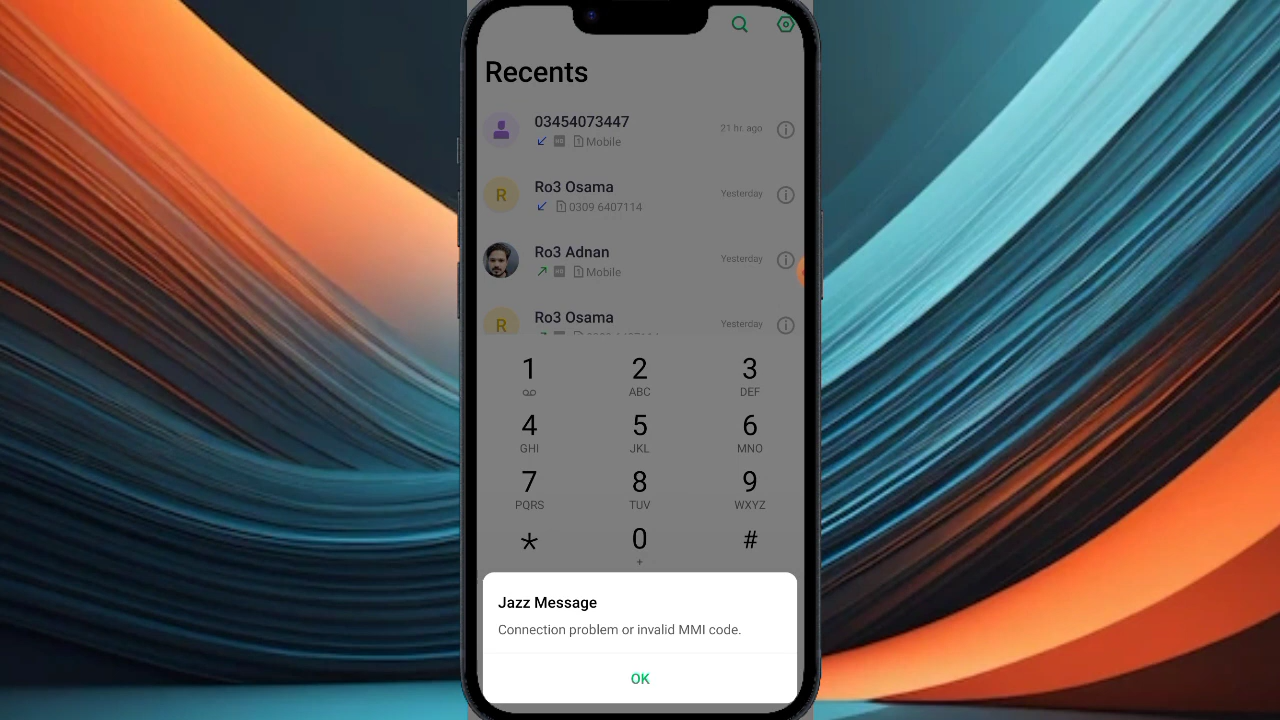 Recents
03454073447
21 hr. ago
Mobile
R
Ro3 Osama
Yesterday
0309 6407114
Ro3 Adnan
Yesterday
Mobile
R
Ro3 Osama
Yesterday
1 2 3
ABC DEF
4 5 6
GHI JKL MNO
7 8 9
PQRS TUV WXYZ
* 0 #
+
Jazz Message
Connection problem or invalid MMI code.
OK